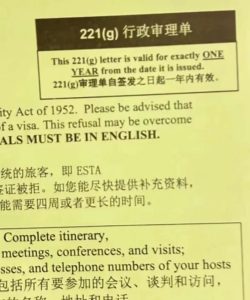 221(g) 行政审理单
This 221(g) letter is valid for exactly ONE
YEAR from the date it is issued.
221(g)审理单自签发之日起一年内有效。
ity Act of 1952. Please be advised that
of a visa. This refusal may be overcome
ALS MUST BE IN ENGLISH.
统的旅客，即 ESTA
签证被拒。如您能尽快提供补充资料，
能需要四周或者更长的时间。
Complete itinerary,
meetings, conferences, and visits;
sses, and telephone numbers of your hosts
包括所有要参加的会议、谈判和访问，